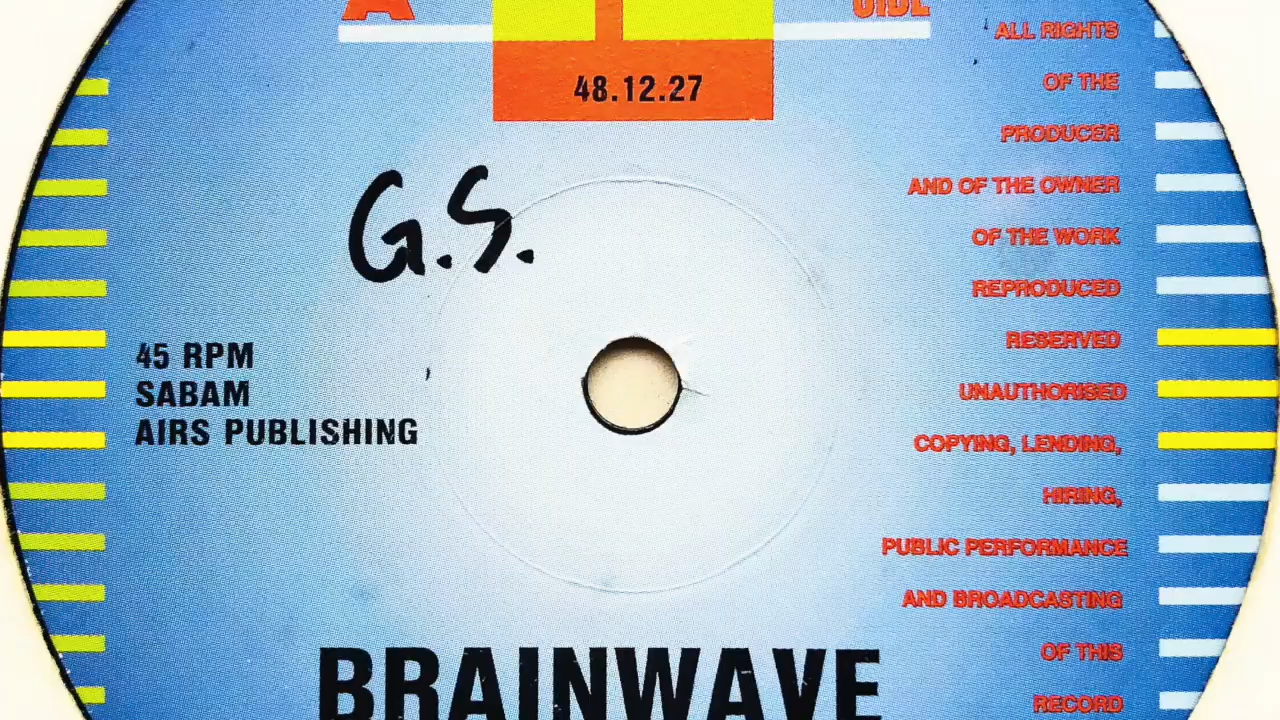 A SIDE
48.12.27
G.S.
45 RPM
SABAM
AIRS PUBLISHING
ALL RIGHTS
OF THE
PRODUCER
AND OF THE OWNER
OF THE WORK
REPRODUCED
RESERVED
UNAUTHORISED
COPYING, LENDING,
HIRING,
PUBLIC PERFORMANCE
AND BROADCASTING
OF THIS
RECORD
BRAINWAVE